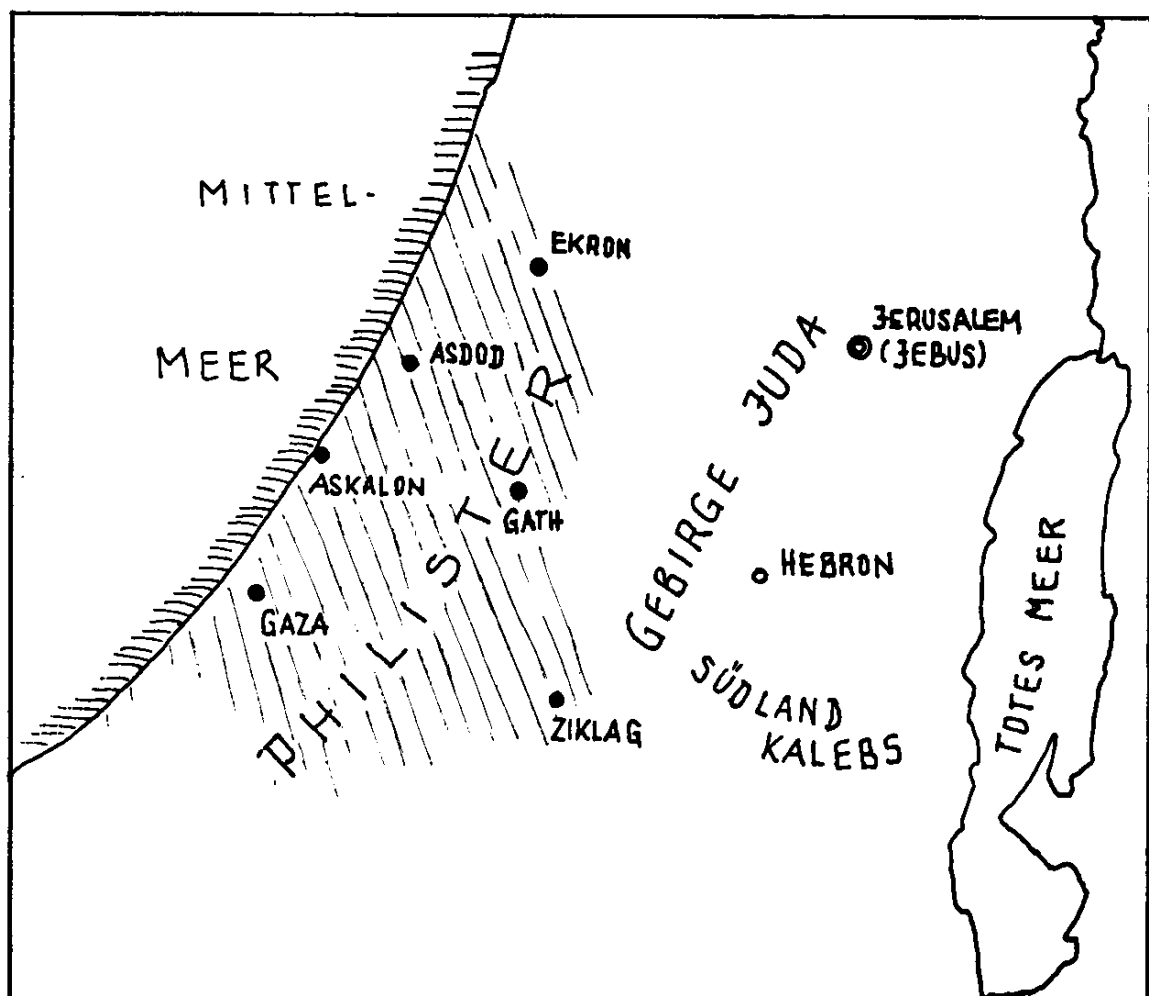 MITTEL-
MEER
EKRON
ASDOD
ASKALON
GATH
GAZA
ZIKLAG
PHILISTER
GEBIRGE JUDA
JERUSALEM
(JEBUS)
HEBRON
SÜDLAND
KALEBS
TOTES MEER